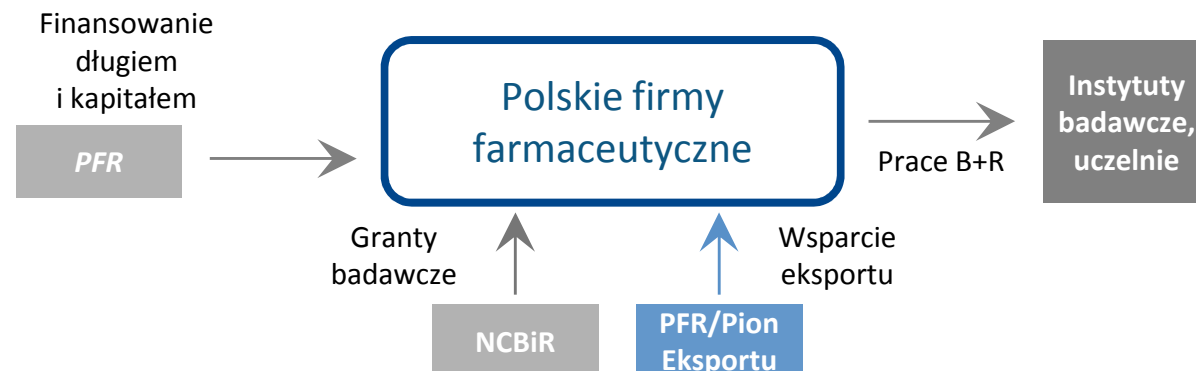 Finansowanie
długiem
i kapitałem
PFR
Polskie firmy
farmaceutyczne
Prace B+R
Instytuty
badawcze,
uczelnie
Granty
badawcze
NCBiR
Wsparcie
eksportu
PFR/Pion
Eksportu